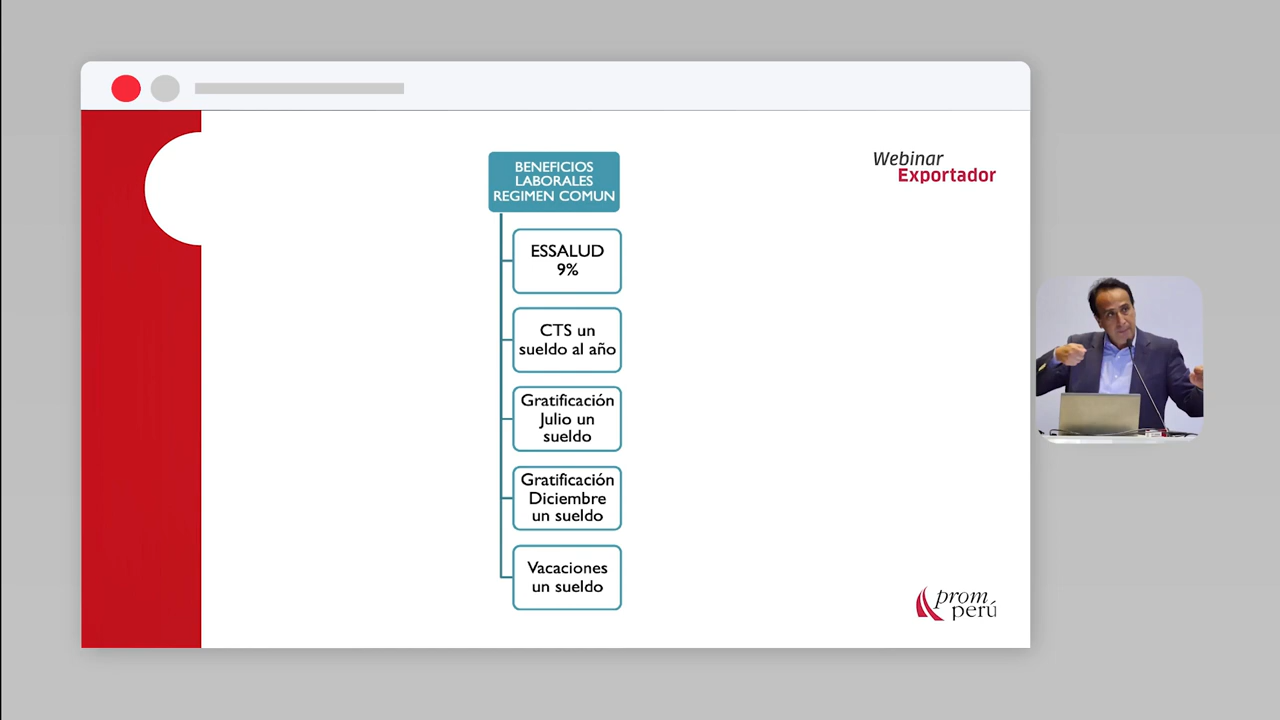 BENEFICIOS
LABORALES
REGIMEN COMUN
ESSALUD
9%
CTS un
sueldo al año
Gratificación
Julio un
sueldo
Gratificación
Diciembre
un sueldo
Vacaciones
un sueldo
Webinar
Exportador
prom
perú